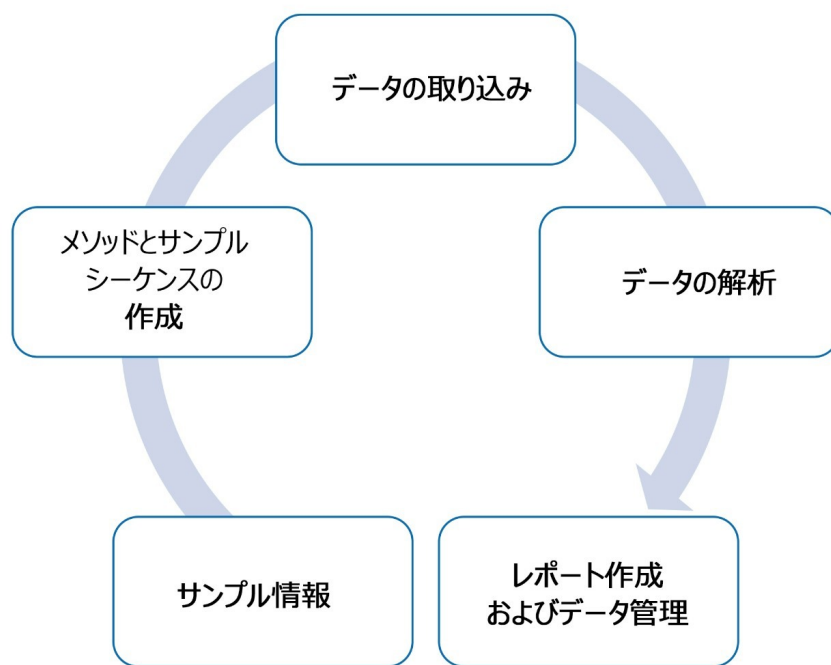 データの取り込み
メソッドとサンプル
シーケンスの
作成
データの解析
サンプル情報
レポート作成
およびデータ管理